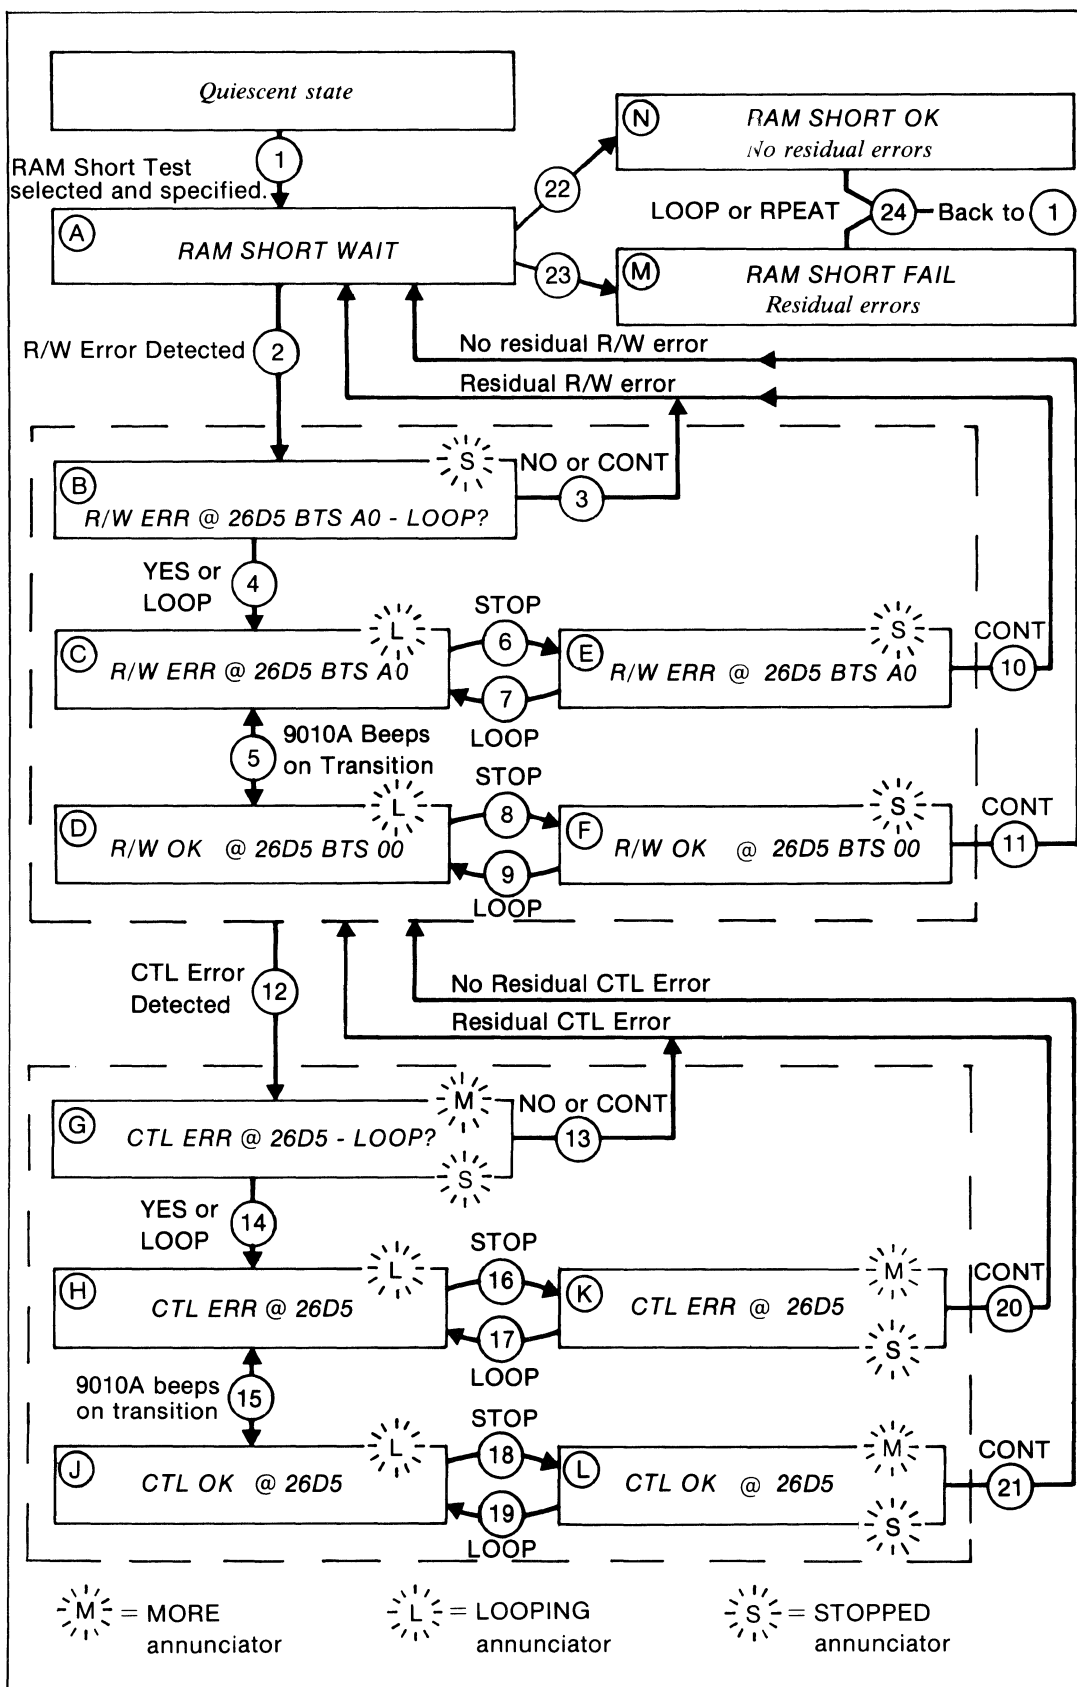 Quiescent state
1
RAM Short Test
selected and specified.
A
RAM SHORT WAIT
22
23
N
RAM SHORT OK
No residual errors
LOOP or RPEAT
24
Back to
1
M
RAM SHORT FAIL
Residual errors
R/W Error Detected
2
No residual R/W error
Residual R/W error
B
S
R/W ERR @ 26D5 BTS A0 - LOOP?
NO or CONT
3
YES or
LOOP
4
C
L
R/W ERR @ 26D5 BTS A0
STOP
6
7
LOOP
E
S
R/W ERR @ 26D5 BTS A0
CONT
10
5
9010A Beeps
on Transition
D
L
R/W OK @ 26D5 BTS 00
STOP
8
9
LOOP
F
S
R/W OK @ 26D5 BTS 00
CONT
11
CTL Error
Detected
12
No Residual CTL Error
Residual CTL Error
G
M
CTL ERR @ 26D5 - LOOP?
S
NO or CONT
13
YES or
LOOP
14
H
L
CTL ERR @ 26D5
STOP
16
17
LOOP
K
M
CTL ERR @ 26D5
S
CONT
20
9010A beeps
on transition
15
J
L
CTL OK @ 26D5
STOP
18
19
LOOP
L
M
CTL OK @ 26D5
S
CONT
21
M = MORE
annunciator
L = LOOPING
annunciator
S = STOPPED
annunciator